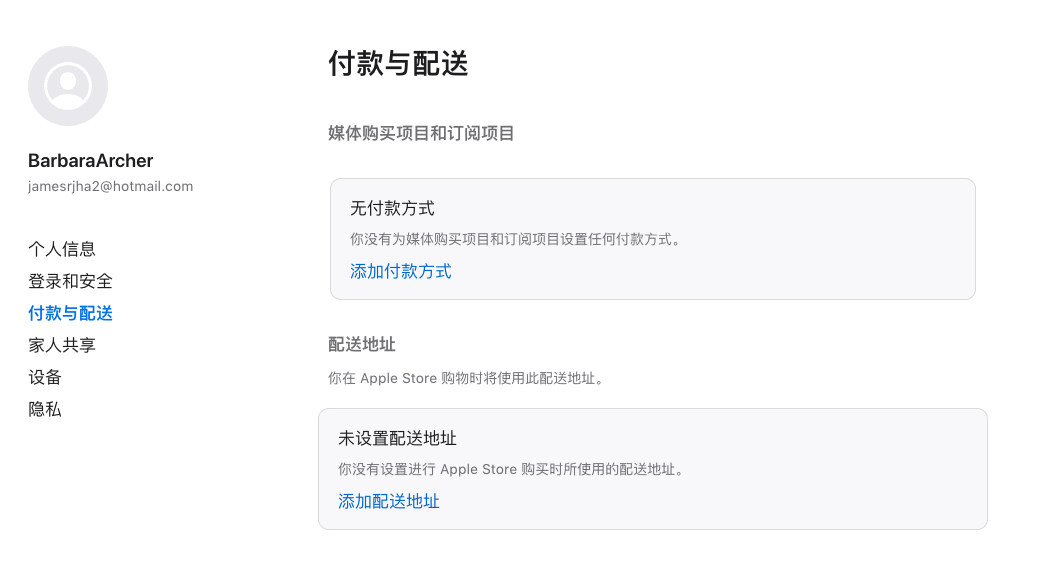 BarbaraArcher
jamesrjha2@hotmail.com
个人信息
登录和安全
付款与配送
家人共享
设备
隐私
付款与配送
媒体购买项目和订阅项目
无付款方式
你没有为媒体购买项目和订阅项目设置任何付款方式。
添加付款方式
配送地址
你在 Apple Store 购物时将使用此配送地址。
未设置配送地址
你没有设置进行 Apple Store 购买时所使用的配送地址。
添加配送地址